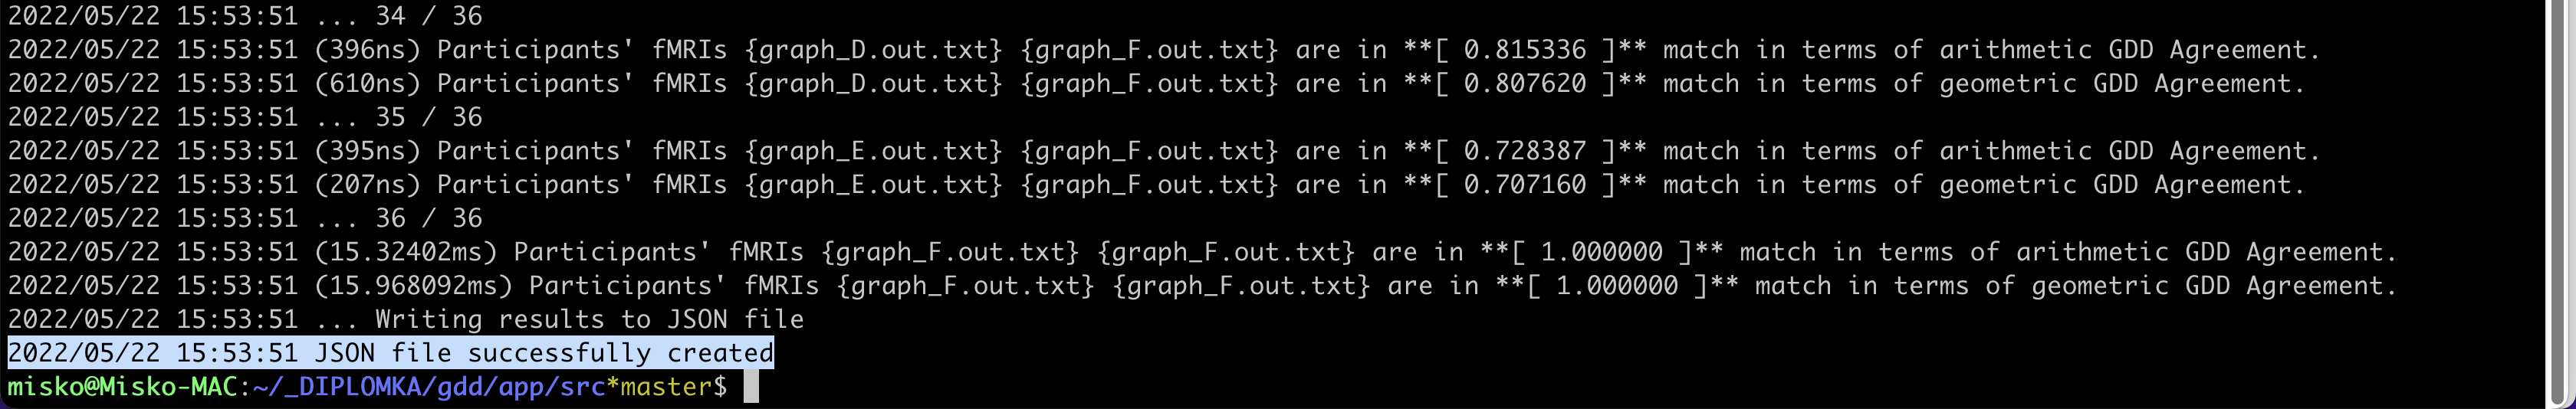 2022/05/22 15:53:51 ... 34 / 36
2022/05/22 15:53:51 (396ns) Participants' fMRIs {graph_D.out.txt} {graph_F.out.txt} are in **[ 0.815336 ]** match in terms of arithmetic GDD Agreement.
2022/05/22 15:53:51 (610ns) Participants' fMRIs {graph_D.out.txt} {graph_F.out.txt} are in **[ 0.807620 ]** match in terms of geometric GDD Agreement.
2022/05/22 15:53:51 ... 35 / 36
2022/05/22 15:53:51 (395ns) Participants' fMRIs {graph_E.out.txt} {graph_F.out.txt} are in **[ 0.728387 ]** match in terms of arithmetic GDD Agreement.
2022/05/22 15:53:51 (207ns) Participants' fMRIs {graph_E.out.txt} {graph_F.out.txt} are in **[ 0.707160 ]** match in terms of geometric GDD Agreement.
2022/05/22 15:53:51 ... 36 / 36
2022/05/22 15:53:51 (15.32402ms) Participants' fMRIs {graph_F.out.txt} {graph_F.out.txt} are in **[ 1.000000 ]** match in terms of arithmetic GDD Agreement.
2022/05/22 15:53:51 (15.968092ms) Participants' fMRIs {graph_F.out.txt} {graph_F.out.txt} are in **[ 1.000000 ]** match in terms of geometric GDD Agreement.
2022/05/22 15:53:51 ... Writing results to JSON file
2022/05/22 15:53:51 JSON file successfully created
misko@Misko-MAC:~/_DIPLOMKA/gdd/app/src*master$